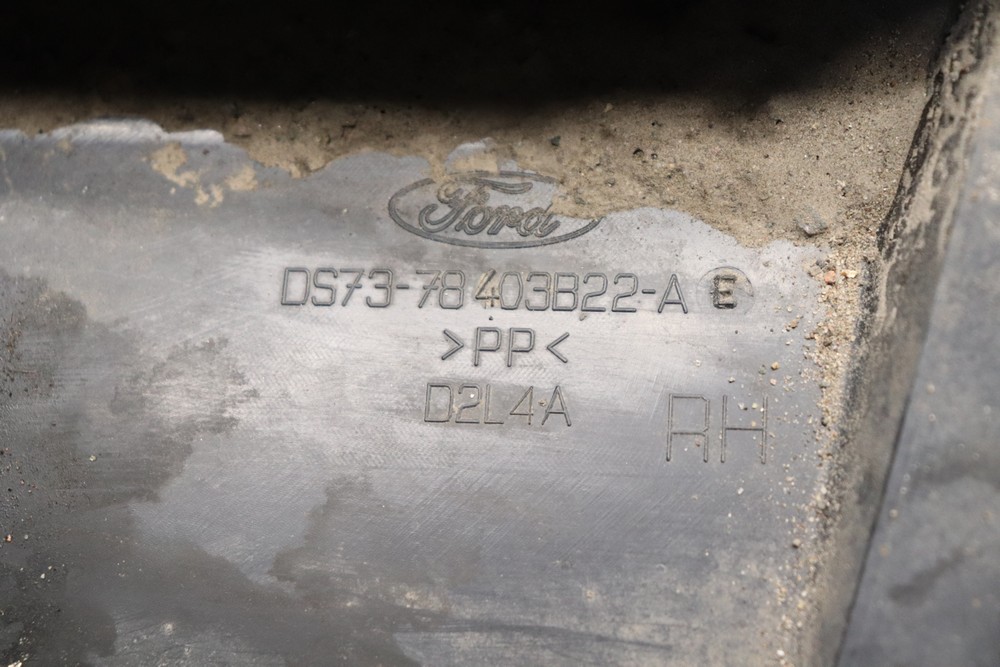 Ford
DS73-78403B22-A E
>PP<
D2L4A
RH